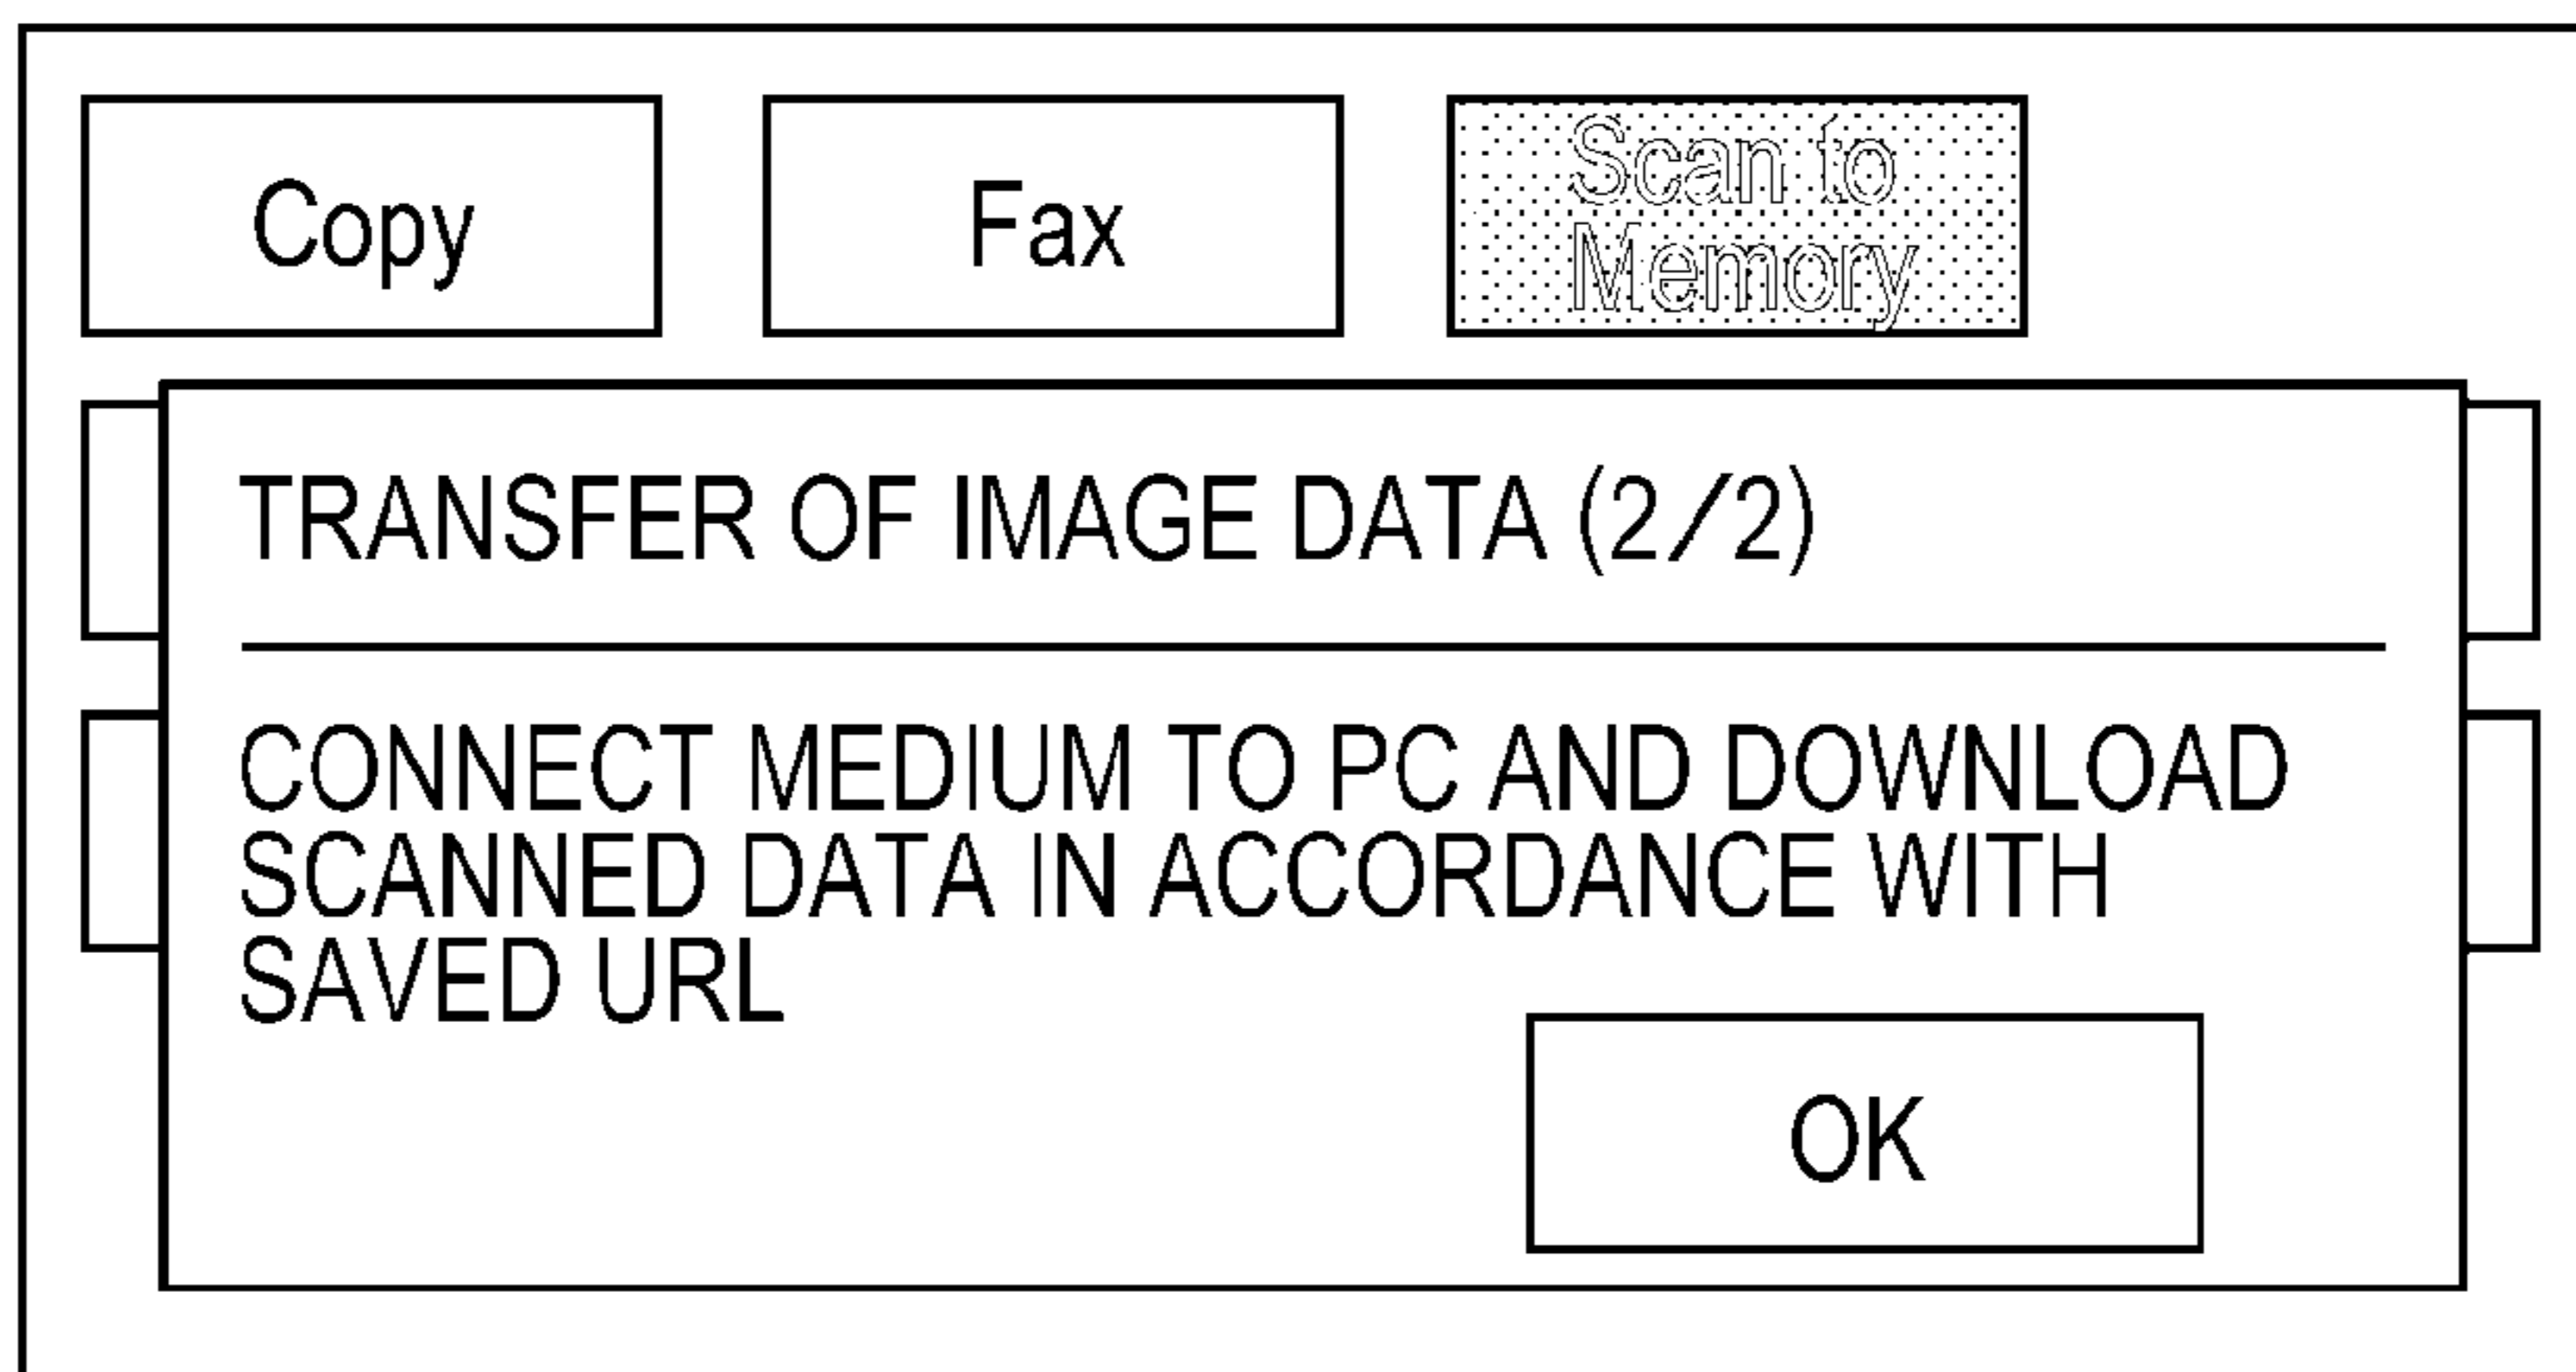 Copy
Fax
Scan to
Memory
TRANSFER OF IMAGE DATA (2/2)
CONNECT MEDIUM TO PC AND DOWNLOAD
SCANNED DATA IN ACCORDANCE WITH
SAVED URL
OK